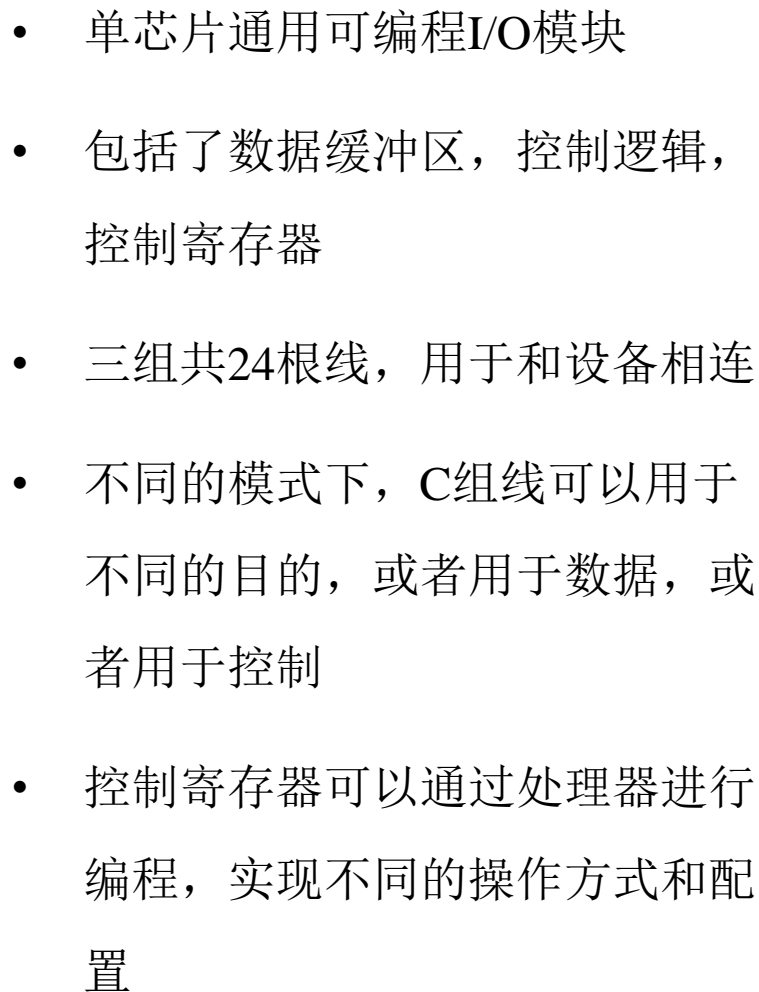 • 单芯片通用可编程I/O模块
• 包括了数据缓冲区，控制逻辑，
控制寄存器
• 三组共24根线，用于和设备相连
• 不同的模式下，C组线可以用于
不同的目的，或者用于数据，或
者用于控制
• 控制寄存器可以通过处理器进行
编程，实现不同的操作方式和配
置